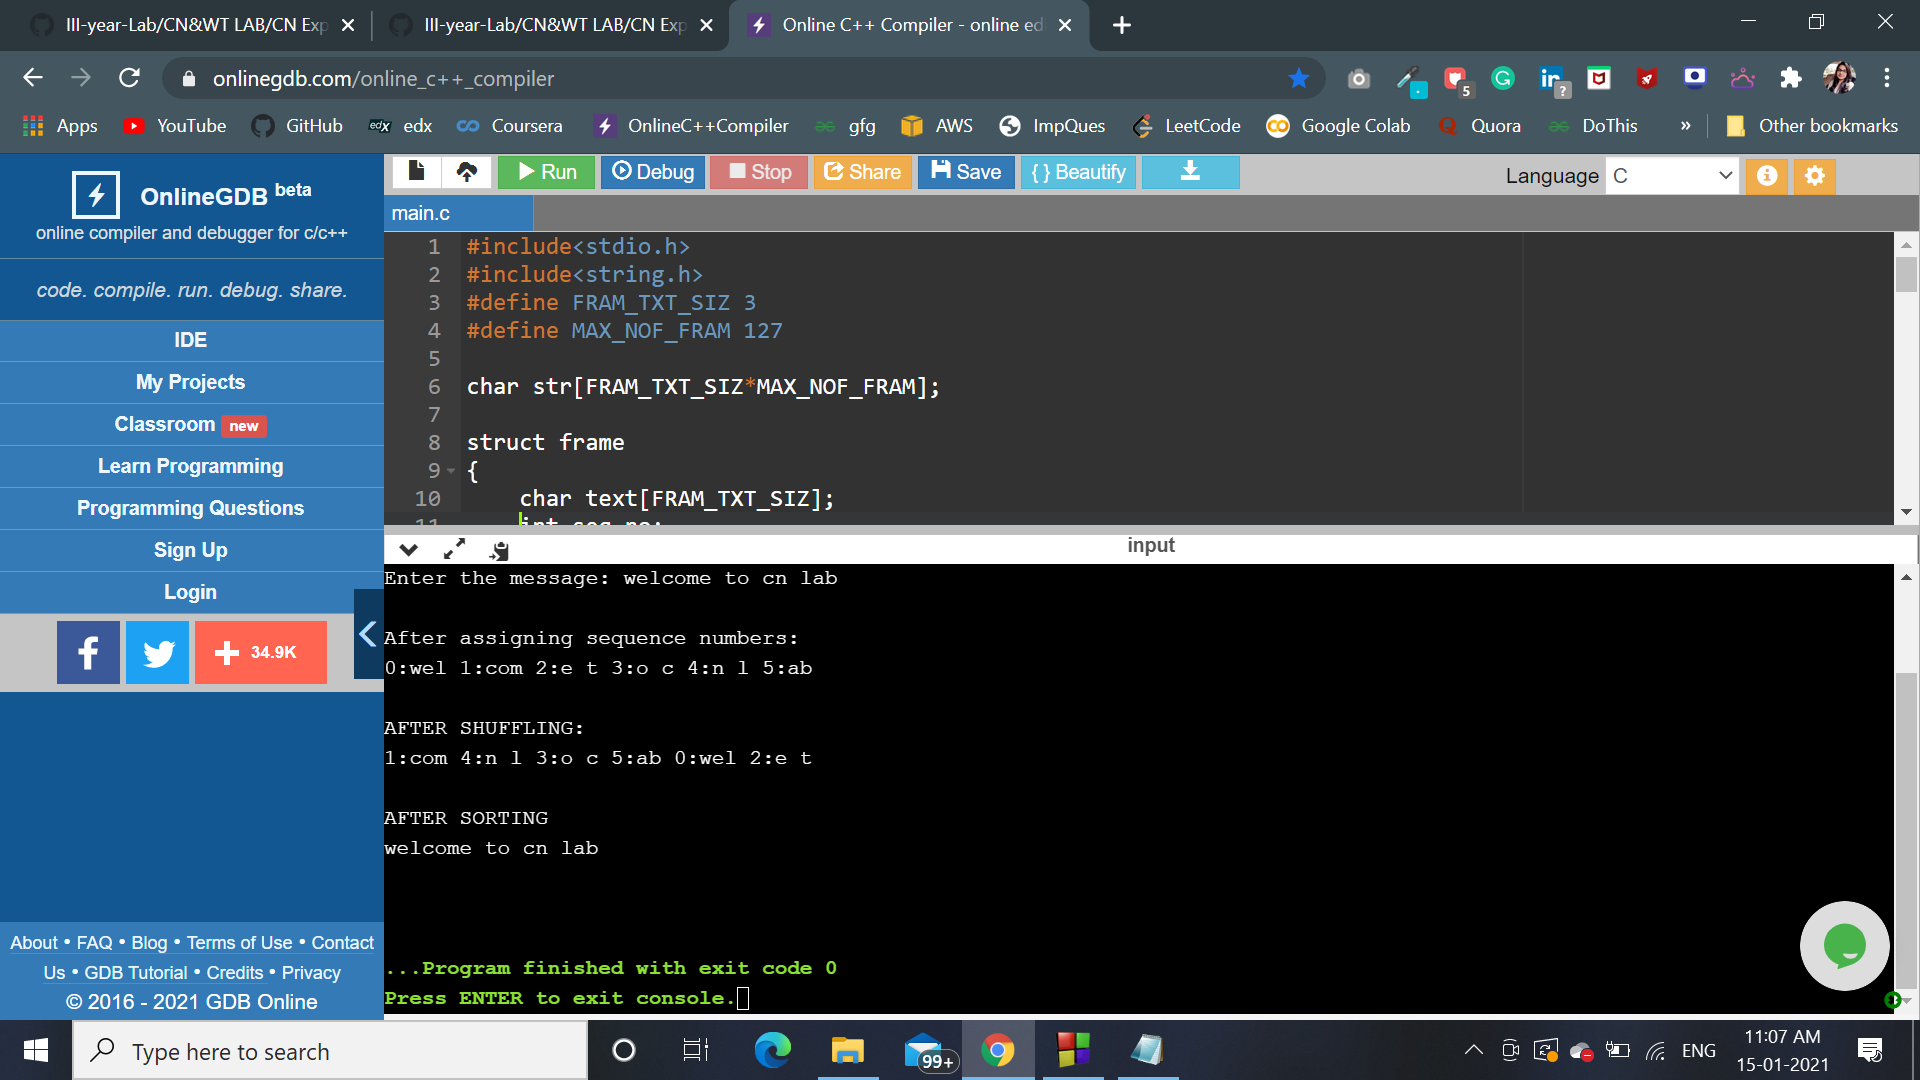 III-year-Lab/CN&WT LAB/CN Exp
III-year-Lab/CN&WT LAB/CN Exp
Online C++ Compiler - online ed
onlinegdb.com/online_c++_compiler
5
?
Apps
YouTube
GitHub
edX edx
Coursera
OnlineC++Compiler
gfg
AWS
ImpQues
LeetCode
Google Colab
Quora
DoThis
»
Other bookmarks
OnlineGDB beta
online compiler and debugger for c/c++
code. compile. run. debug. share.
IDE
My Projects
Classroom new
Learn Programming
Programming Questions
Sign Up
Login
34.9K
About • FAQ • Blog • Terms of Use • Contact
Us • GDB Tutorial • Credits • Privacy
© 2016 - 2021 GDB Online
Run
Debug
Stop
Share
Save
{ } Beautify
Language C
main.c
1 #include<stdio.h>
2 #include<string.h>
3 #define FRAM_TXT_SIZ 3
4 #define MAX_NOF_FRAM 127
5
6 char str[FRAM_TXT_SIZ*MAX_NOF_FRAM];
7
8 struct frame
9 {
10 char text[FRAM_TXT_SIZ];
11 int seq_no;
input
Enter the message: welcome to cn lab
After assigning sequence numbers:
0:wel 1:com 2:e t 3:o c 4:n l 5:ab
AFTER SHUFFLING:
1:com 4:n l 3:o c 5:ab 0:wel 2:e t
AFTER SORTING
welcome to cn lab
...Program finished with exit code 0
Press ENTER to exit console.
Type here to search
99+
ENG
11:07 AM
15-01-2021